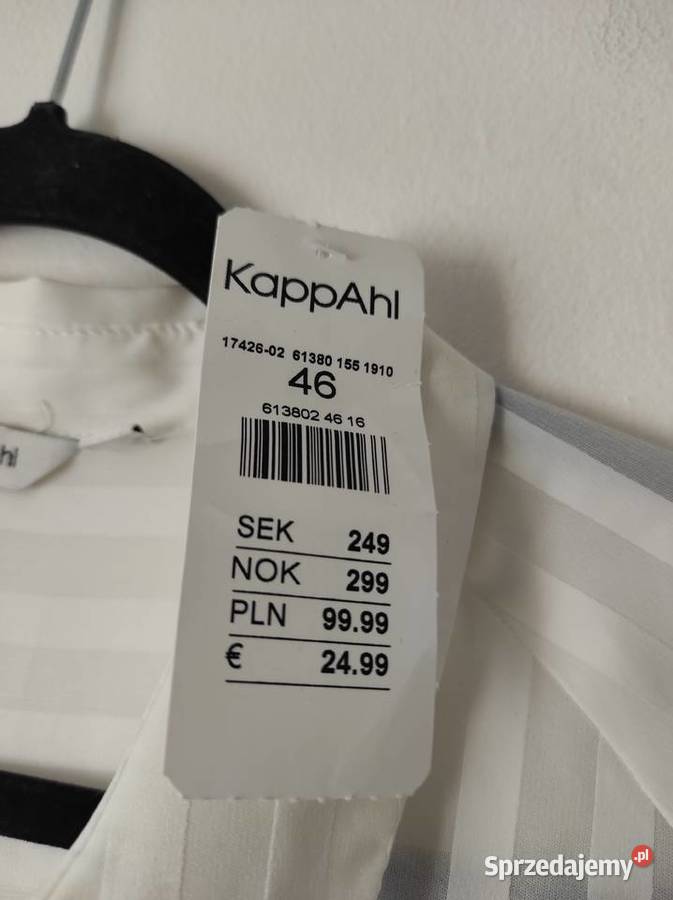 KappAhl
17426-02 61380 155 1910
46
613802 46 16
SEK 249
NOK 299
PLN 99.99
€ 24.99
hl
Sprzedajemy.pl